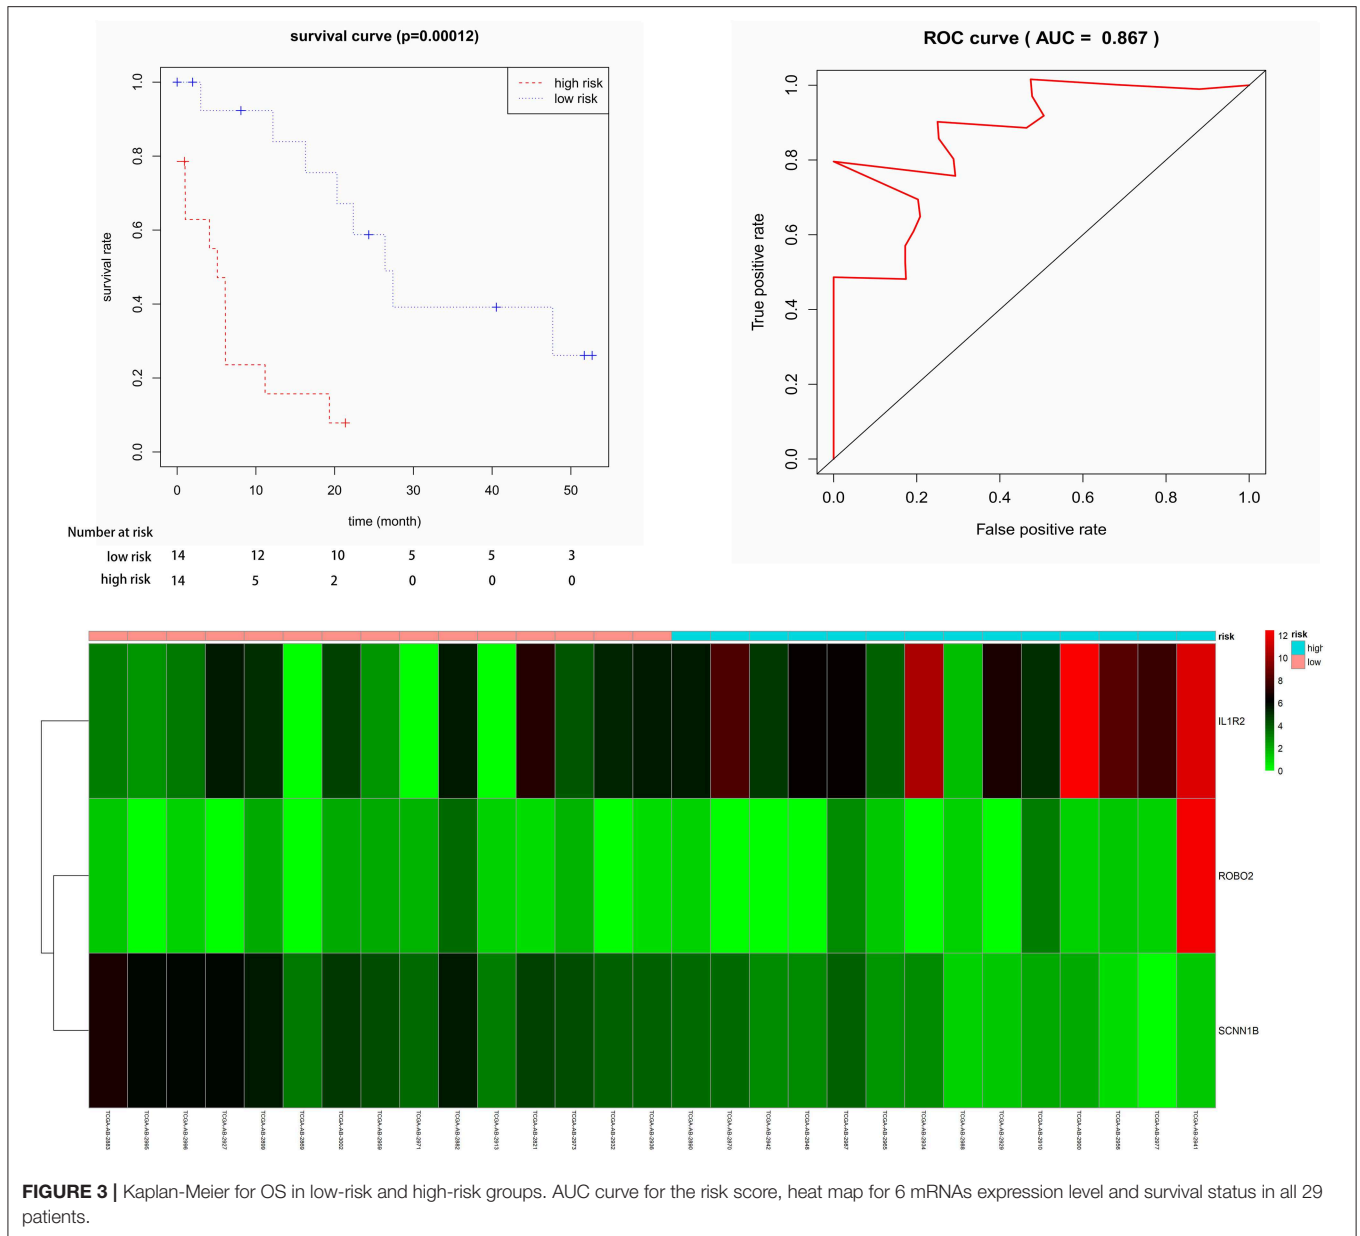 survival curve (p=0.00012)
high risk
low risk
survival rate
0.0 0.2 0.4 0.6 0.8 1.0
0 10 20 30 40 50
time (month)
Number at risk
low risk 14 12 10 5 5 3
high risk 14 5 2 0 0 0
ROC curve ( AUC = 0.867 )
True positive rate
0.0 0.2 0.4 0.6 0.8 1.0
0.0 0.2 0.4 0.6 0.8 1.0
False positive rate
risk
12
10
8
6
4
2
0
risk
high
low
IL1R2
ROBO2
SCNN1B
FIGURE 3 | Kaplan-Meier for OS in low-risk and high-risk groups. AUC curve for the risk score, heat map for 6 mRNAs expression level and survival status in all 29
patients.